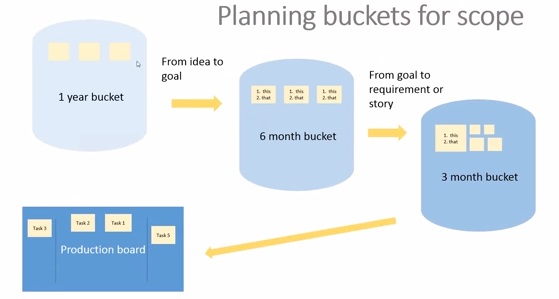 Planning buckets for scope
1 year bucket
From idea to
goal
1. this
2. that
1. this
2. that
1. this
2. that
6 month bucket
From goal to
requirement or
story
1. this
2. that
3 month bucket
Task 3
Task 2
Task 1
Task 5
Production board